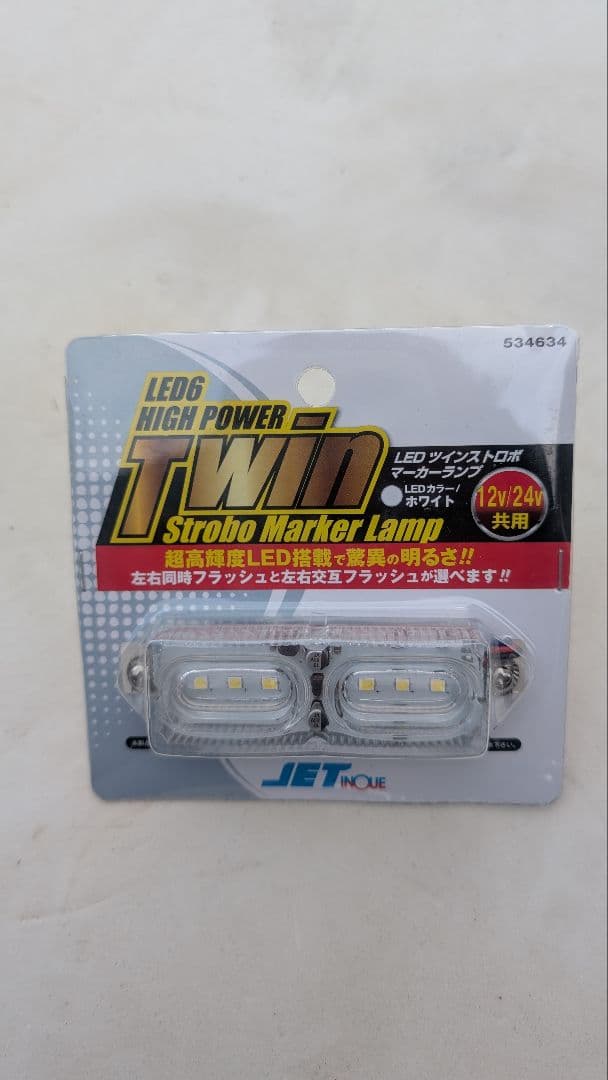 534634
LED6
HIGH POWER
Twin
Strobo Marker Lamp
LED ツインストロボ
マーカーランプ
LEDカラー/
ホワイト
12v/24v
共用
超高輝度LED搭載で驚異の明るさ!!
左右同時フラッシュと左右交互フラッシュが選べます!!
下さい。
JET INOUE